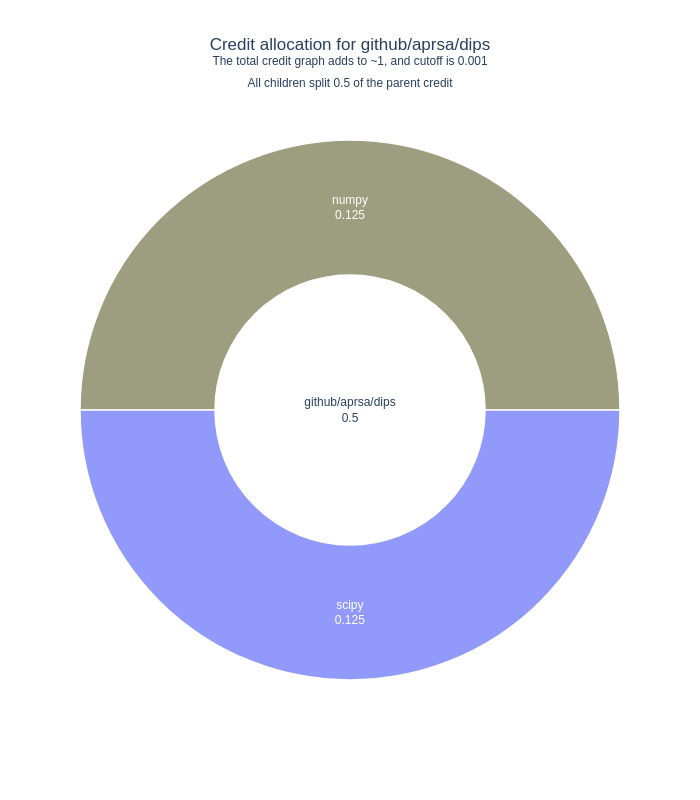 Credit allocation for github/aprsa/dips
The total credit graph adds to ~1, and cutoff is 0.001
All children split 0.5 of the parent credit
numpy
0.125
github/aprsa/dips
0.5
scipy
0.125